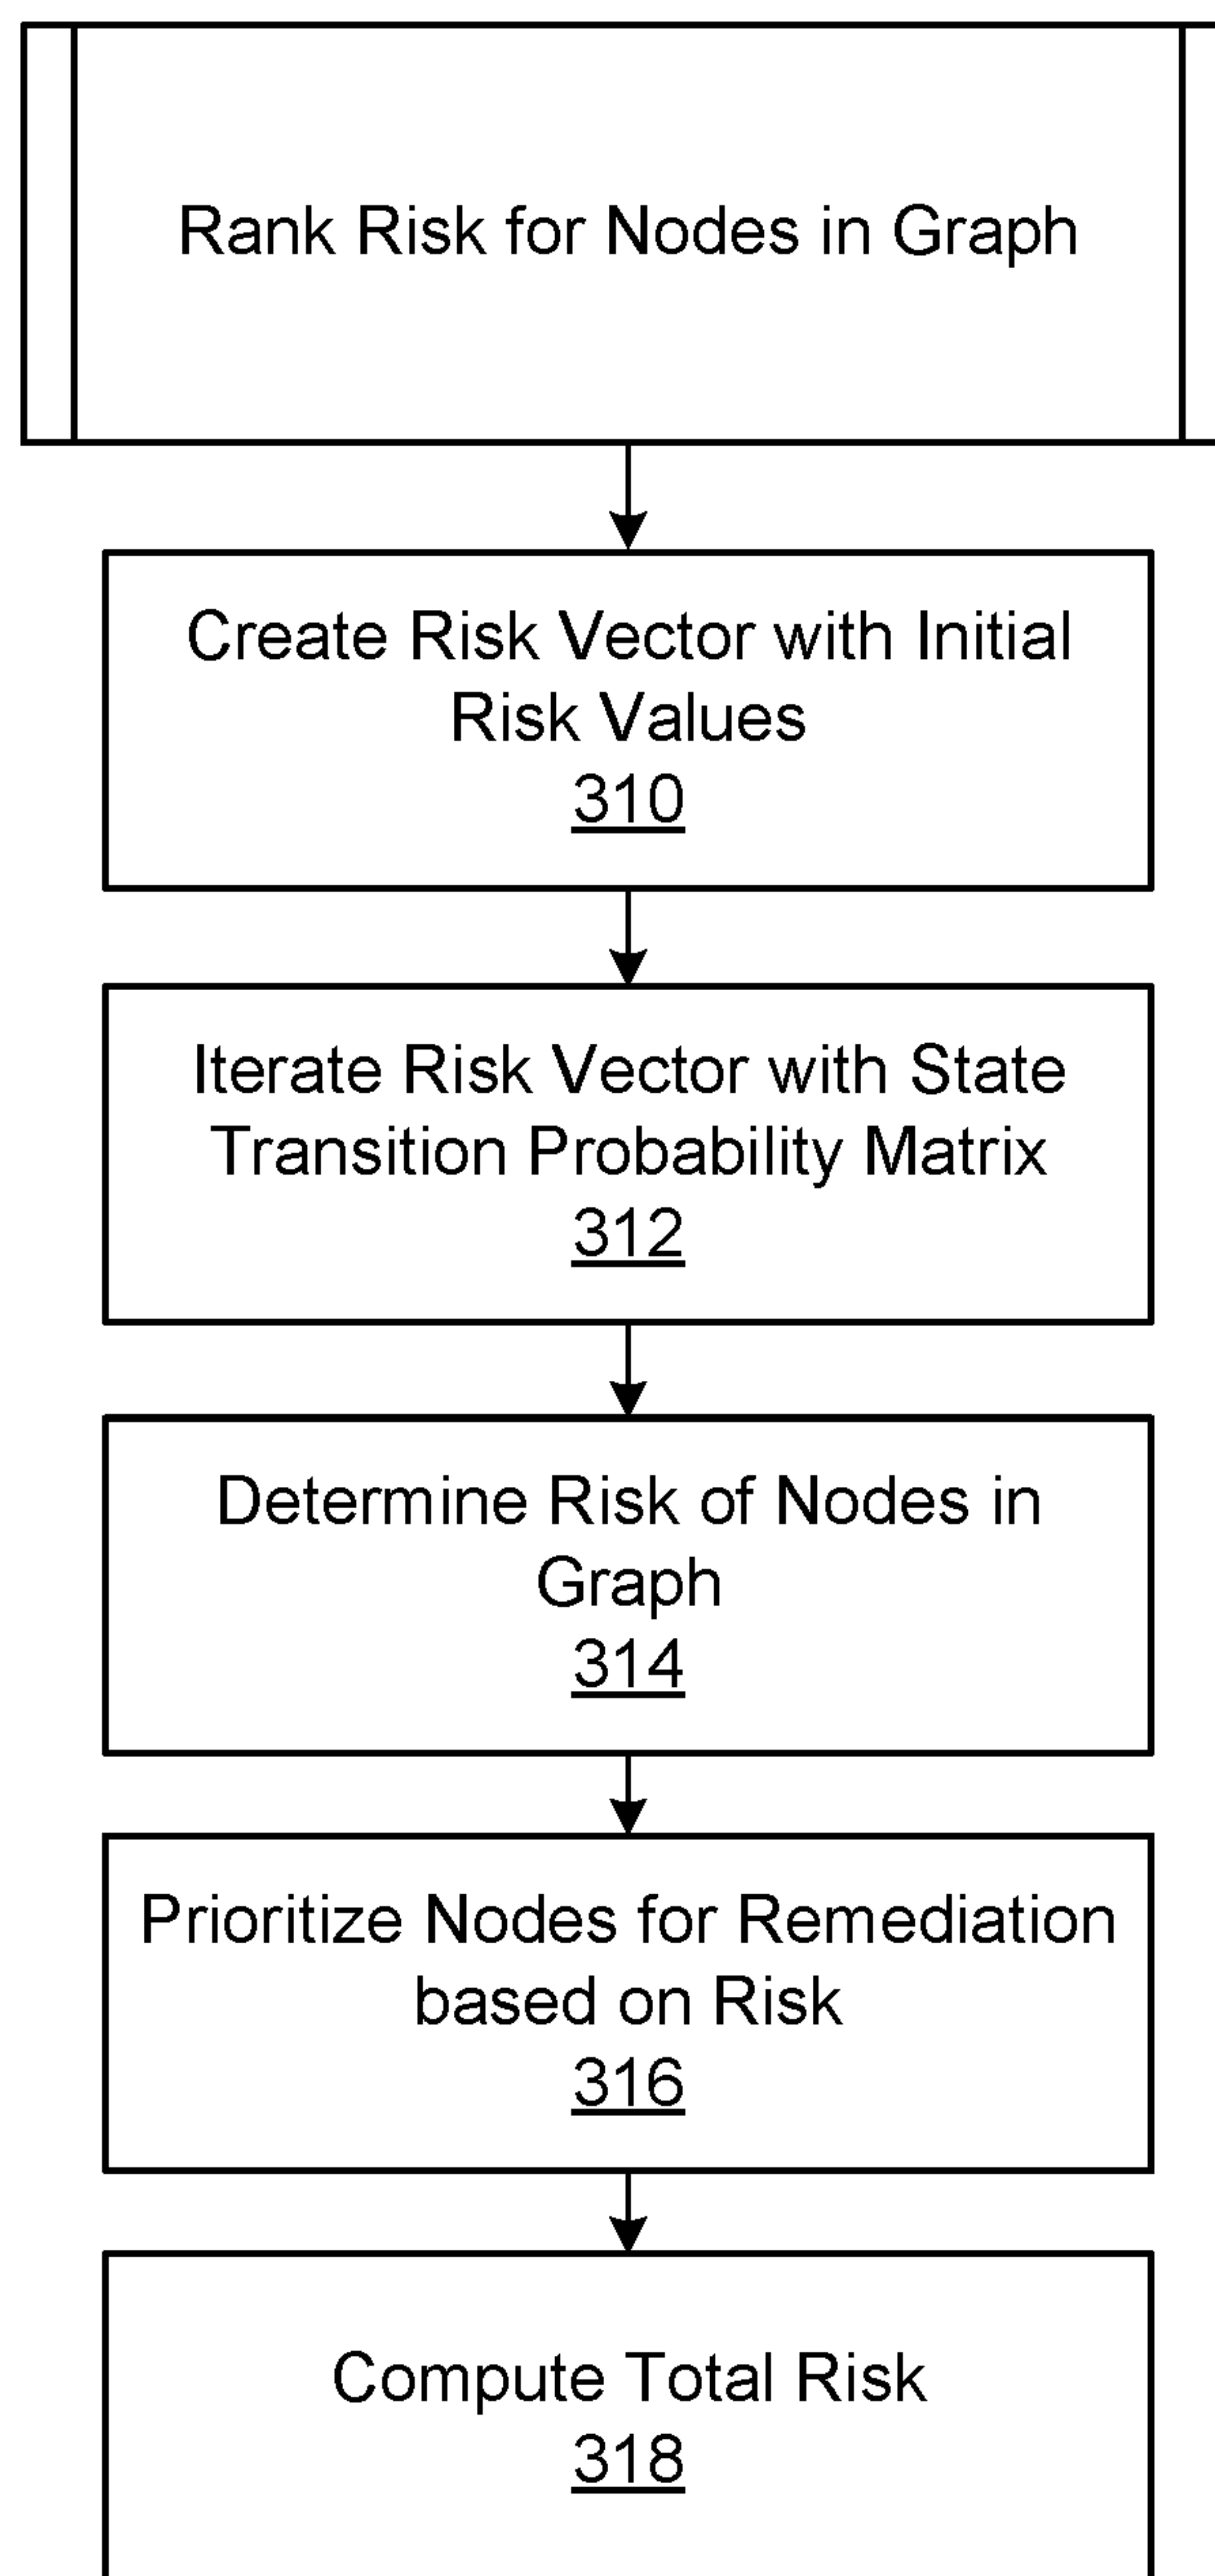 Rank Risk for Nodes in Graph
Create Risk Vector with Initial
Risk Values
310
Iterate Risk Vector with State
Transition Probability Matrix
312
Determine Risk of Nodes in
Graph
314
Prioritize Nodes for Remediation
based on Risk
316
Compute Total Risk
318